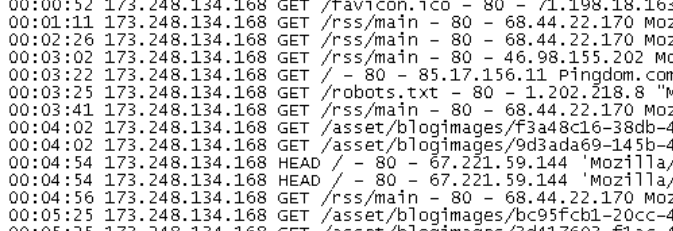 00:00:52 173.248.134.168 GET /favicon.ico - 80 - 71.198.18.163
00:01:11 173.248.134.168 GET /rss/main - 80 - 68.44.22.170 Moz
00:02:26 173.248.134.168 GET /rss/main - 80 - 68.44.22.170 Moz
00:03:02 173.248.134.168 GET /rss/main - 80 - 46.98.155.202 Mo
00:03:22 173.248.134.168 GET / - 80 - 85.17.156.11 Pingdom.com
00:03:25 173.248.134.168 GET /robots.txt - 80 - 1.202.218.8 "M
00:03:41 173.248.134.168 GET /rss/main - 80 - 68.44.22.170 Moz
00:04:02 173.248.134.168 GET /asset/blogimages/f3a48c16-38db-4
00:04:02 173.248.134.168 GET /asset/blogimages/9d3ada69-145b-4
00:04:54 173.248.134.168 HEAD / - 80 - 67.221.59.144 'Mozilla/
00:04:54 173.248.134.168 HEAD / - 80 - 67.221.59.144 'Mozilla/
00:04:56 173.248.134.168 GET /rss/main - 80 - 68.44.22.170 Moz
00:05:25 173.248.134.168 GET /asset/blogimages/bc95fcb1-20cc-4
00:05:25 173.248.134.168 GET